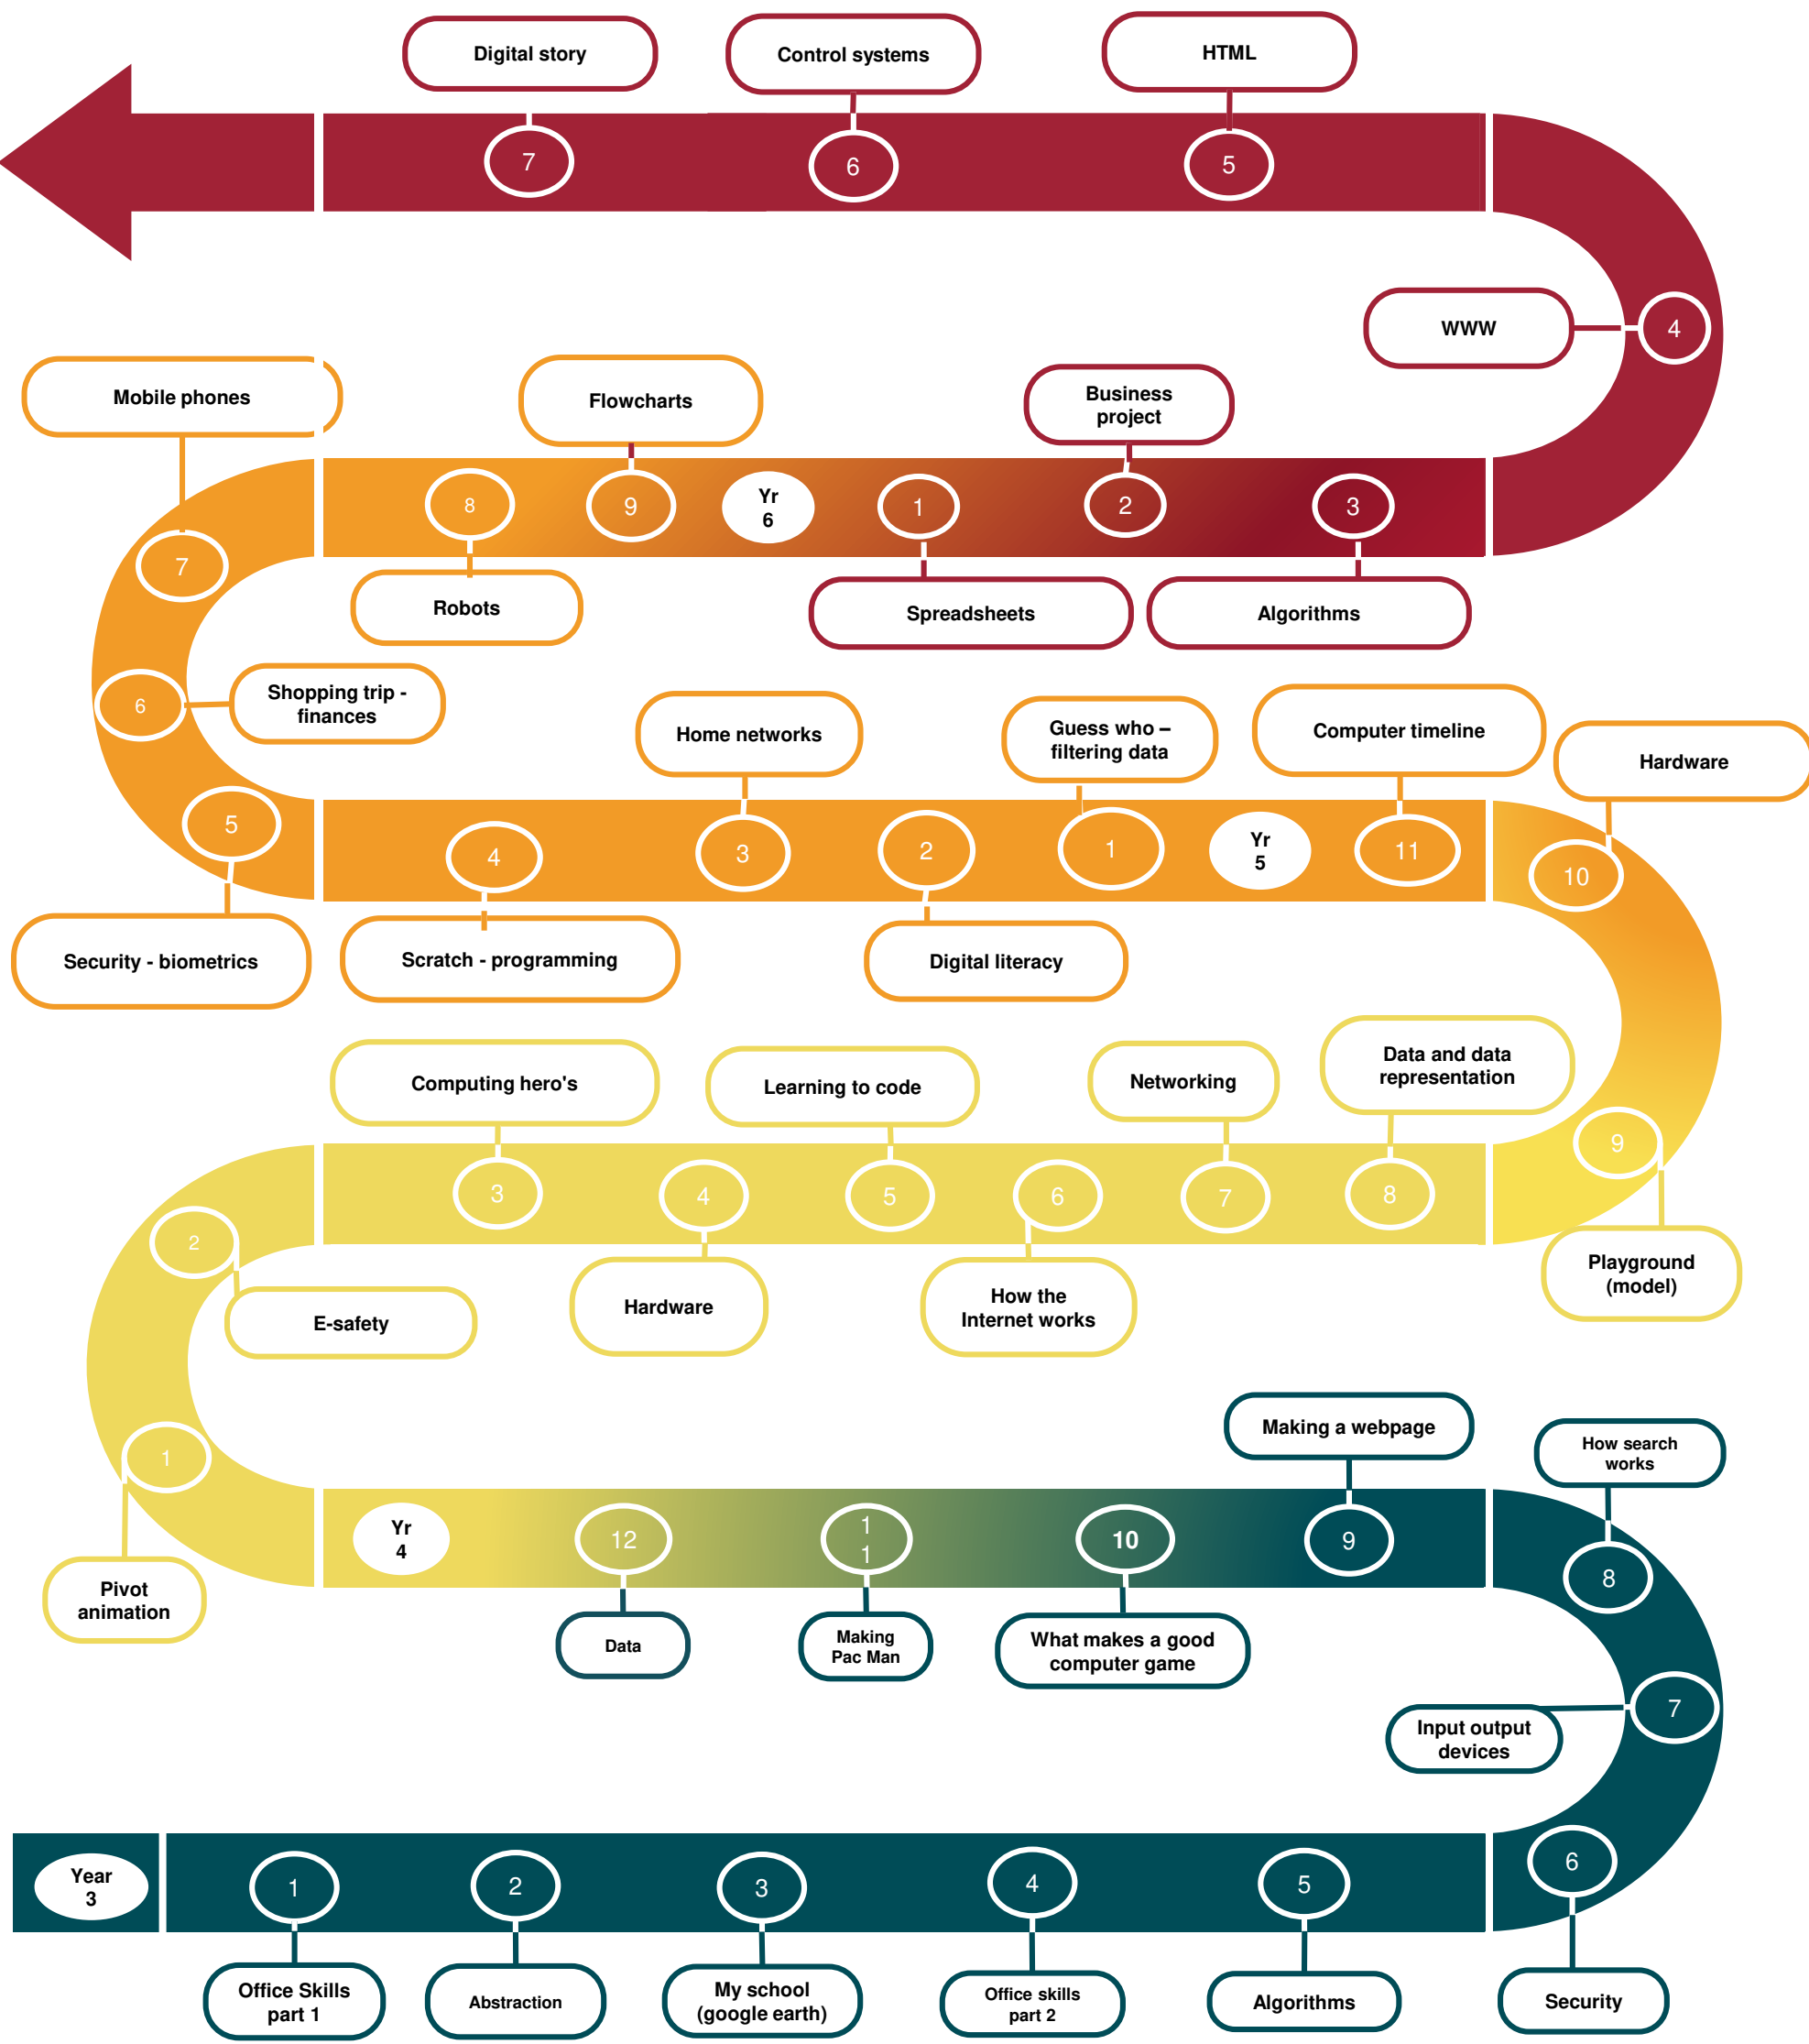 Digital story
Control systems
HTML
7
6
5
WWW
4
Mobile phones
Flowcharts
Business
project
8
9
Yr
6
1
2
3
7
Robots
Spreadsheets
Algorithms
6
Shopping trip -
finances
Home networks
Guess who –
filtering data
Computer timeline
Hardware
5
4
3
2
1
Yr
5
11
10
Security - biometrics
Scratch - programming
Digital literacy
Computing hero's
Learning to code
Networking
Data and data
representation
9
3
4
5
6
7
8
2
E-safety
Hardware
How the
Internet works
Playground
(model)
Making a webpage
How search
works
1
Yr
4
12
1
1
10
9
8
Pivot
animation
Data
Making
Pac Man
What makes a good
computer game
7
Input output
devices
Year
3
1
2
3
4
5
6
Office Skills
part 1
Abstraction
My school
(google earth)
Office skills
part 2
Algorithms
Security